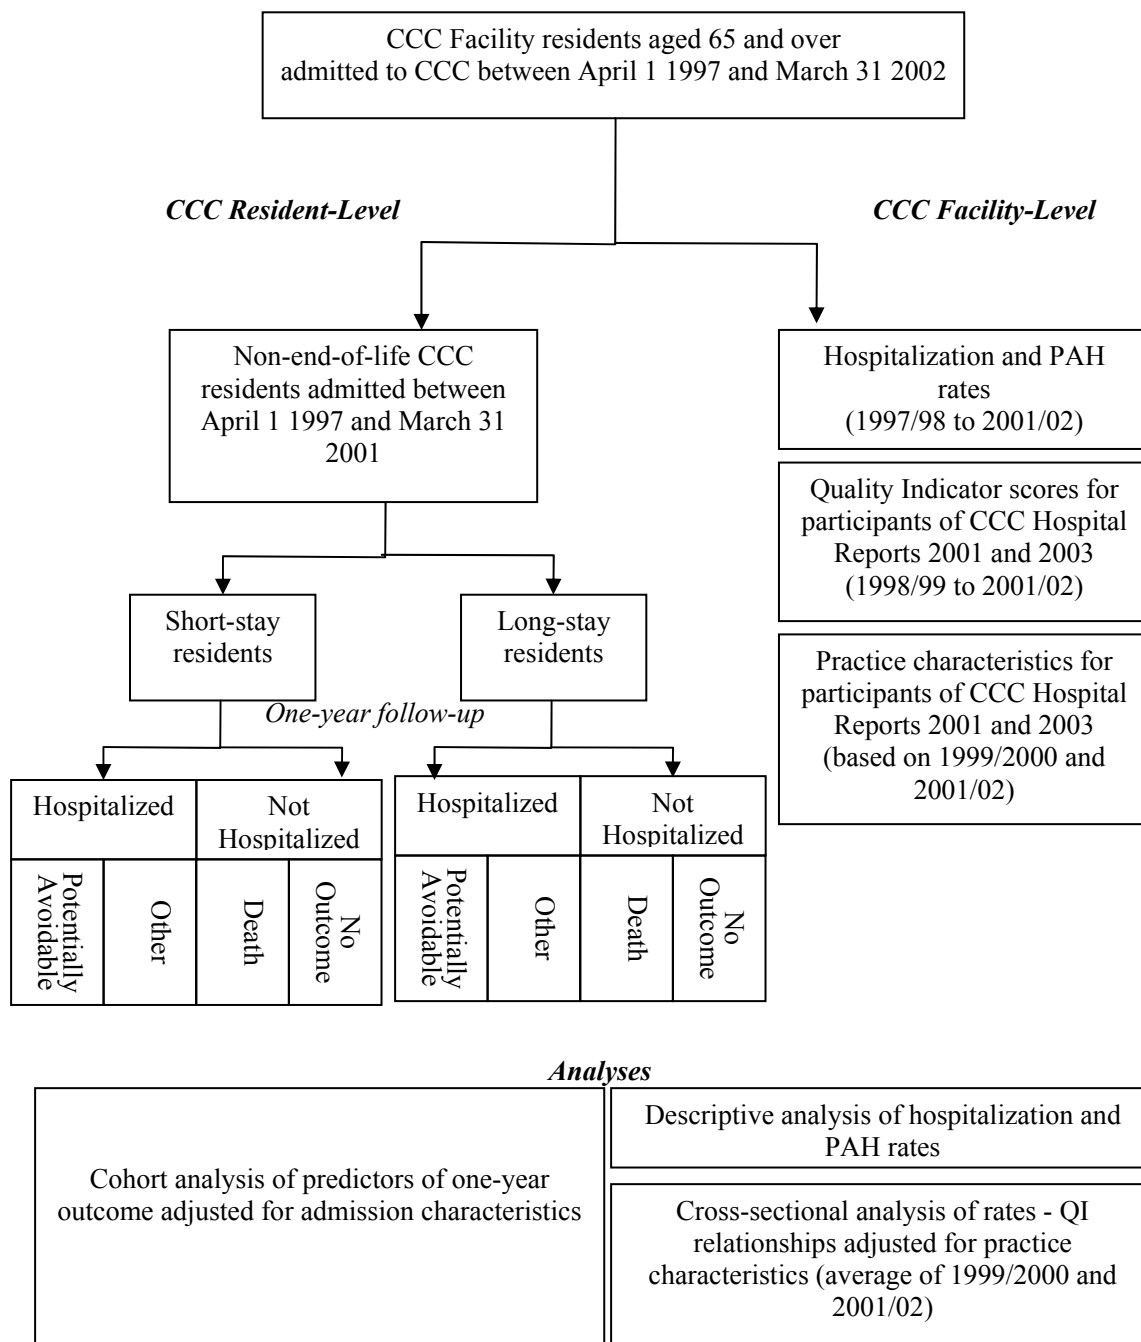 CCC Facility residents aged 65 and over
admitted to CCC between April 1 1997 and March 31 2002
CCC Resident-Level
CCC Facility-Level
Non-end-of-life CCC
residents admitted between
April 1 1997 and March 31
2001
Hospitalization and PAH
rates
(1997/98 to 2001/02)
Quality Indicator scores for
participants of CCC Hospital
Reports 2001 and 2003
(1998/99 to 2001/02)
Practice characteristics for
participants of CCC Hospital
Reports 2001 and 2003
(based on 1999/2000 and
2001/02)
Short-stay
residents
Long-stay
residents
One-year follow-up
Hospitalized
Not
Hospitalized
Potentially
Avoidable
Other
Death
No
Outcome
Hospitalized
Not
Hospitalized
Potentially
Avoidable
Other
Death
No
Outcome
Analyses
Cohort analysis of predictors of one-year
outcome adjusted for admission characteristics
Descriptive analysis of hospitalization and
PAH rates
Cross-sectional analysis of rates - QI
relationships adjusted for practice
characteristics (average of 1999/2000 and
2001/02)